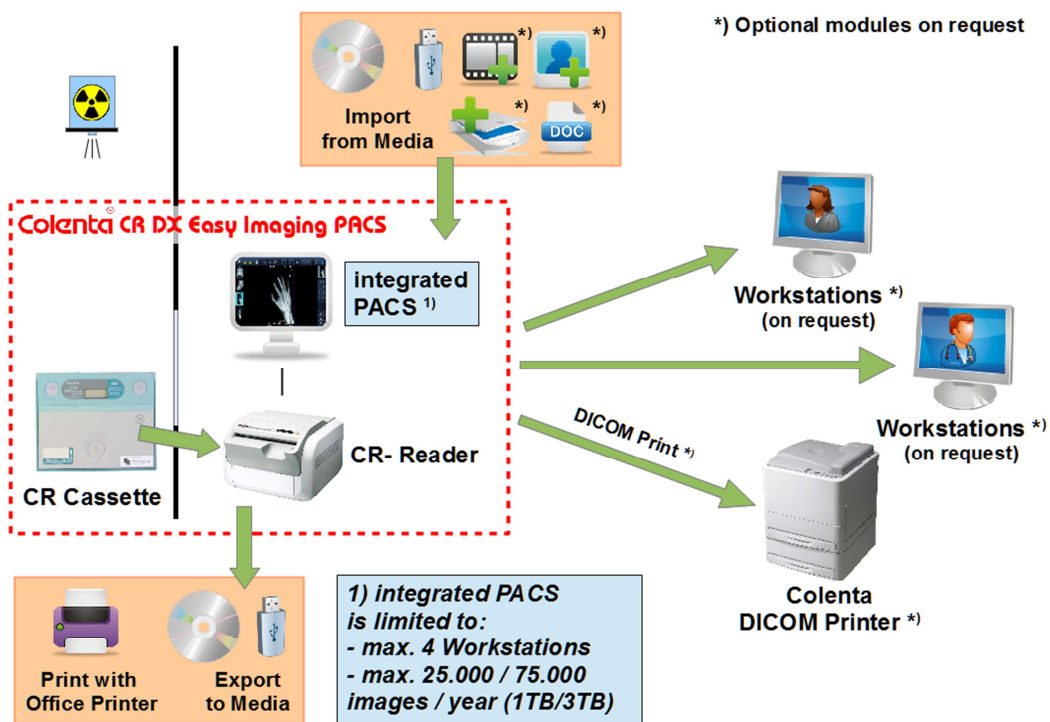 *) Optional modules on request
*)
*)
Import
from Media
*)
*)
DOC
Colenta CR DX Easy Imaging PACS
integrated
PACS 1)
Workstations *)
(on request)
Workstations *)
(on request)
DICOM Print *)
CR- Reader
CR Cassette
Colenta
DICOM Printer *)
Print with
Office Printer
Export
to Media
1) integrated PACS
is limited to:
- max. 4 Workstations
- max. 25.000 / 75.000
images / year (1TB/3TB)